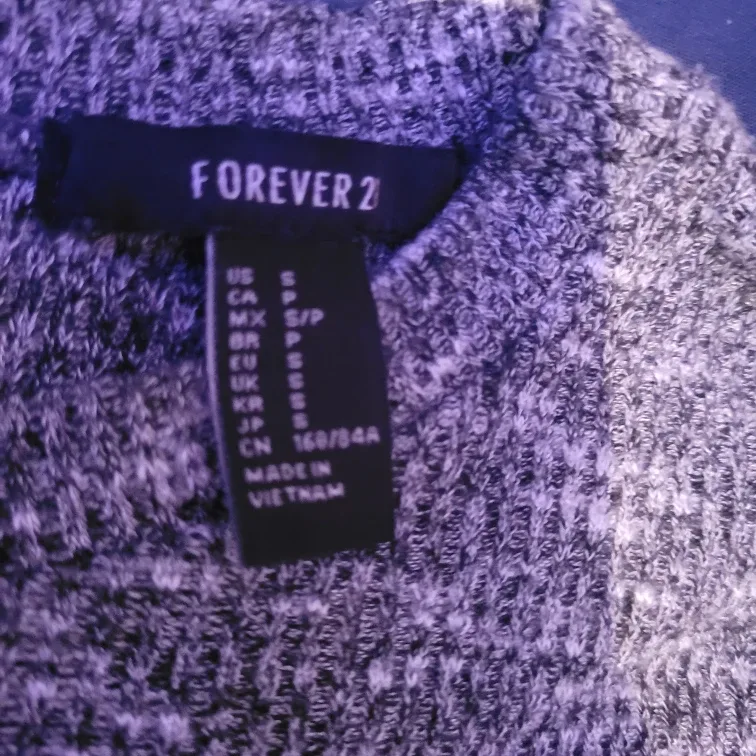 FOREVER 21
US S
CA P
MX S/P
BR P
EU S
UK S
KR S
JP S
CN 160/84A
MADE IN
VIETNAM